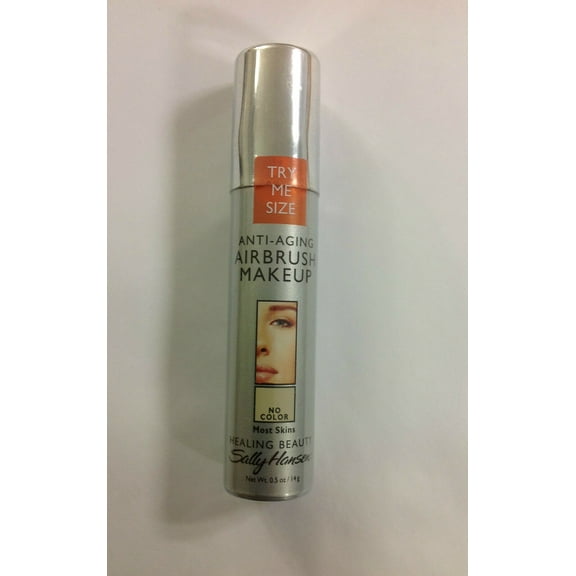 TRY
ME
SIZE
ANTI-AGING
AIRBRUSH
MAKEUP
NO
COLOR
Most Skins
HEALING BEAUTY
Sally Hansen
Net Wt. 0.5 oz / 14 g